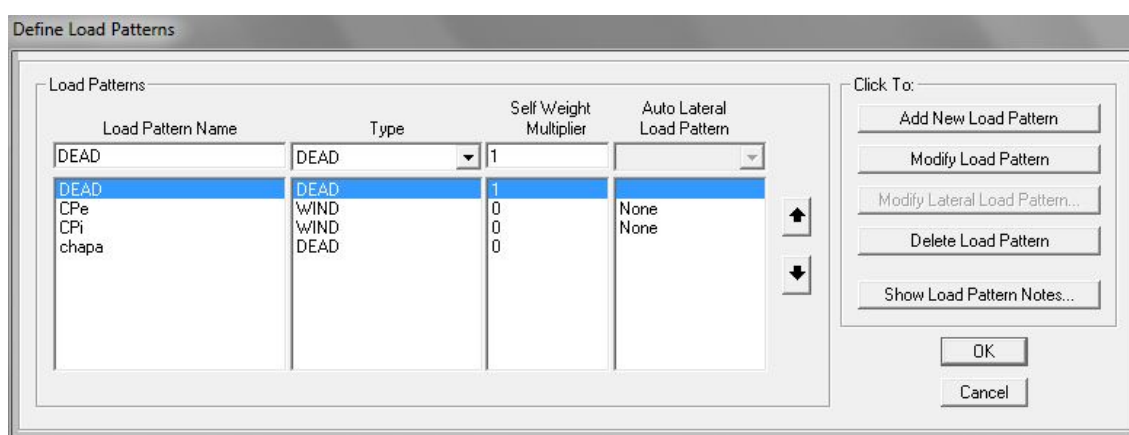 Define Load Patterns
Load Patterns
Click To:
Load Pattern Name Type Self Weight Multiplier Auto Lateral Load Pattern
DEAD DEAD 1
DEAD DEAD 1
CPe WIND 0 None
CPi WIND 0 None
chapa DEAD 0
Add New Load Pattern
Modify Load Pattern
Modify Lateral Load Pattern...
Delete Load Pattern
Show Load Pattern Notes...
OK
Cancel